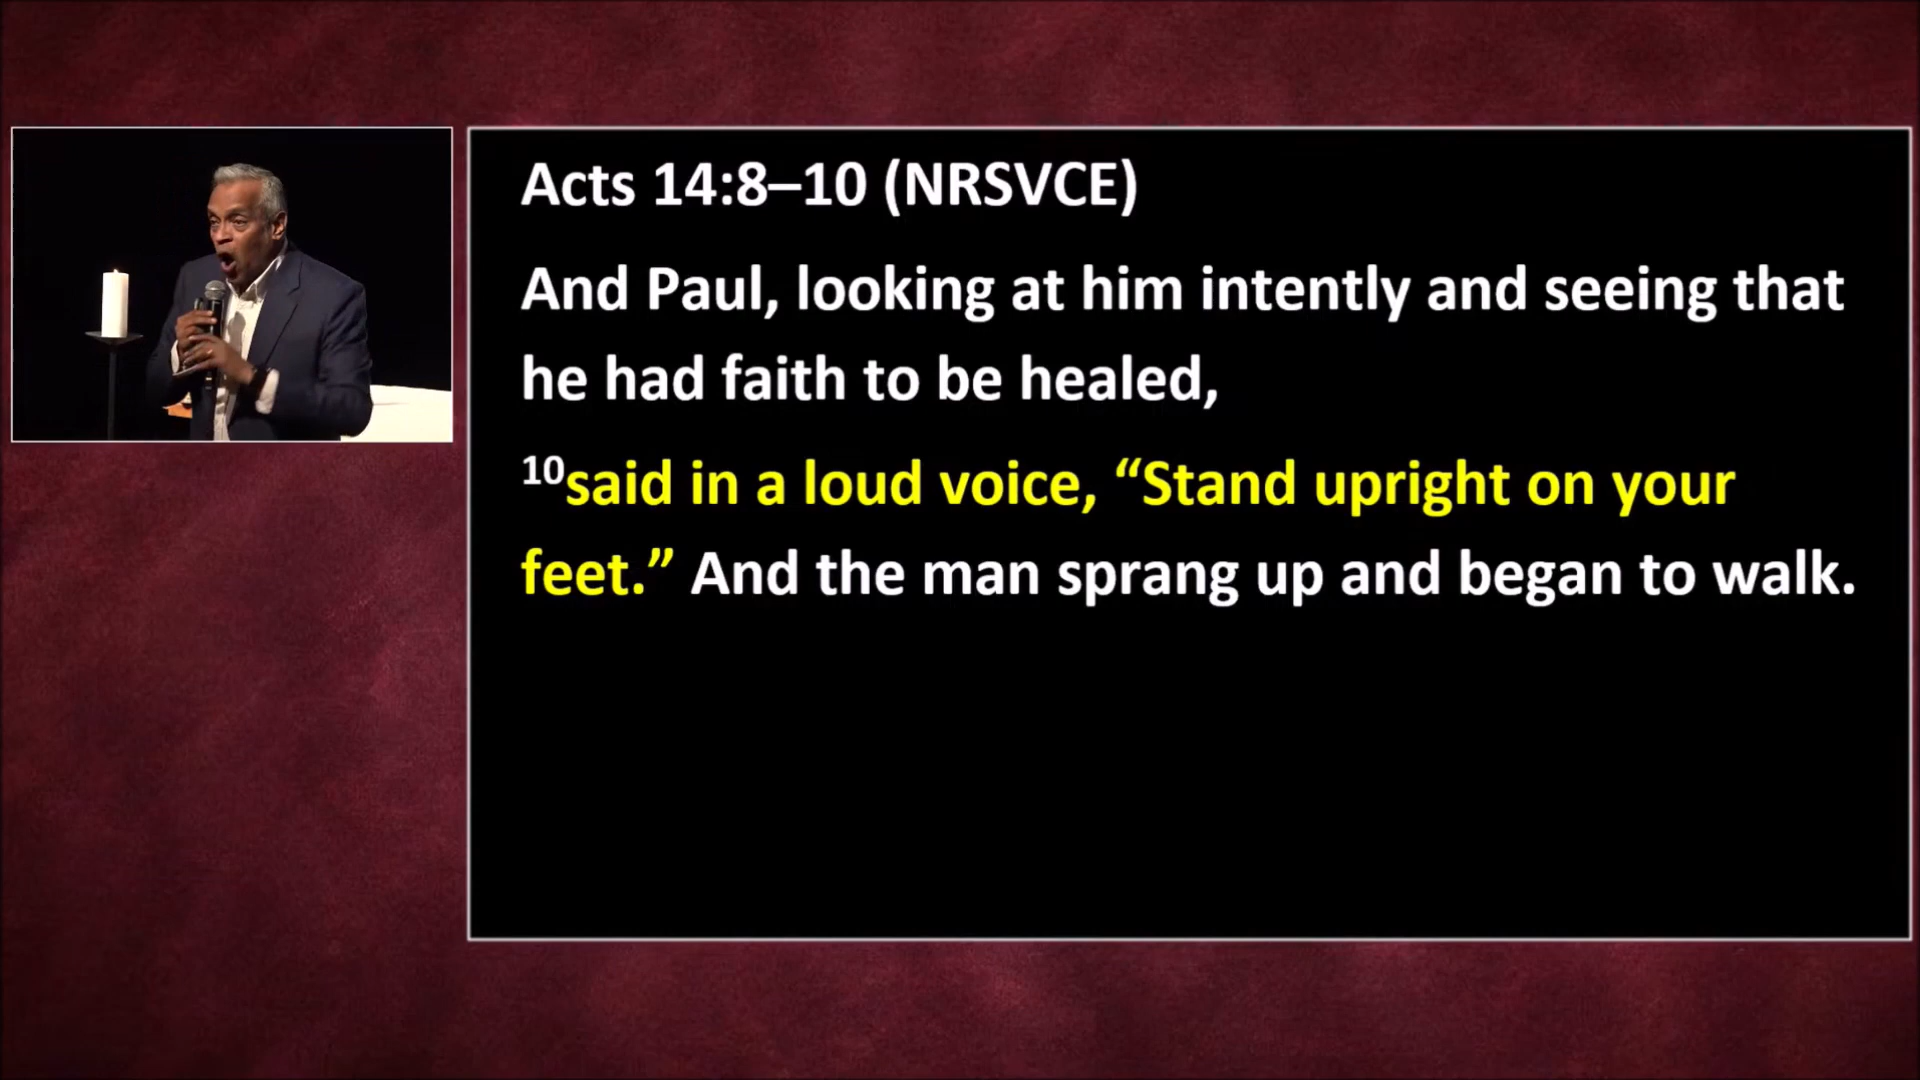 Acts 14:8–10 (NRSVCE)
And Paul, looking at him intently and seeing that
he had faith to be healed,
10said in a loud voice, “Stand upright on your
feet.” And the man sprang up and began to walk.